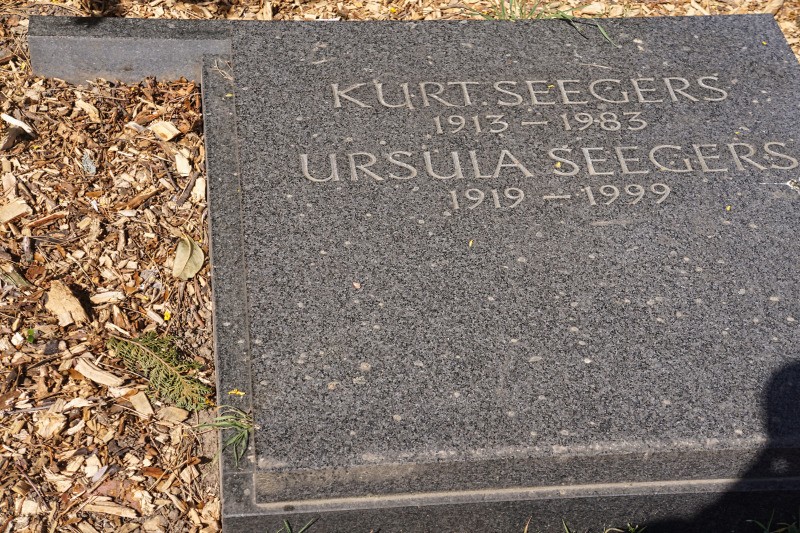 KURT SEEGERS
1913 – 1983
URSULA SEEGERS
1919 – 1999